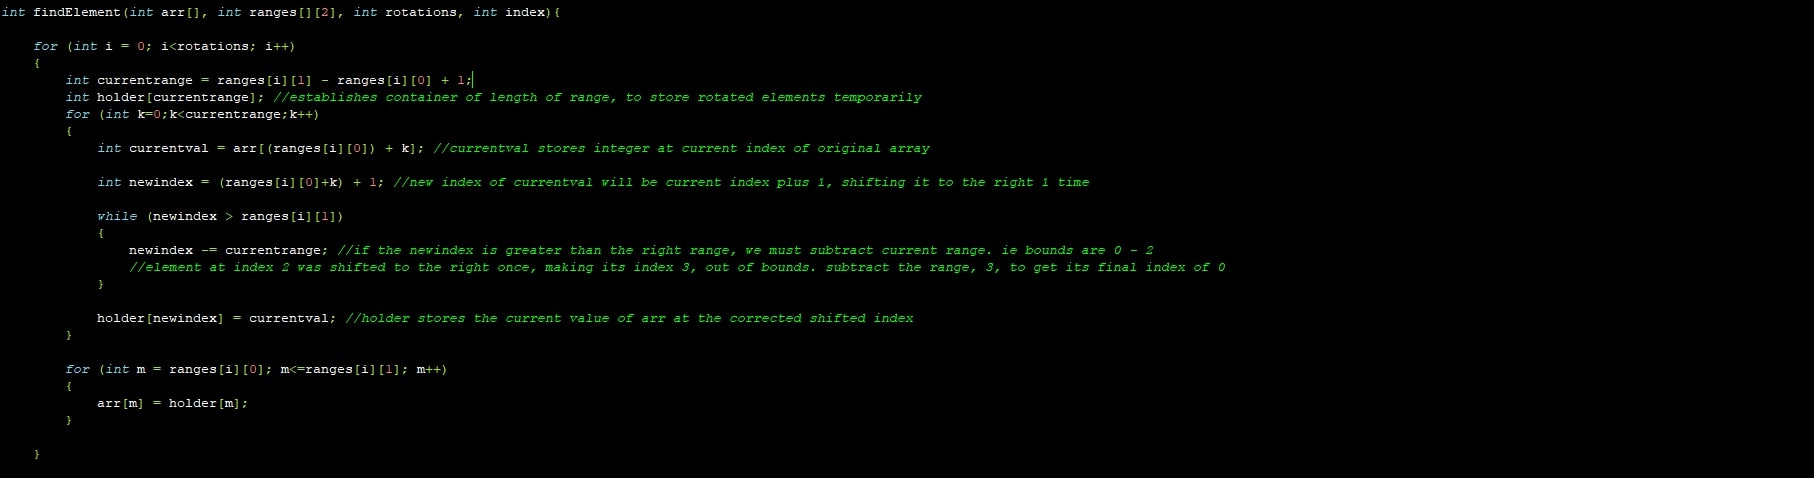 int findElement(int arr[], int ranges[][2], int rotations, int index){
for (int i = 0; i<rotations; i++)
{
int currentrange = ranges[i][1] - ranges[i][0] + 1;
int holder[currentrange]; //establishes container of length of range, to store rotated elements temporarily
for (int k=0;k<currentrange;k++)
{
int currentval = arr[(ranges[i][0]) + k]; //currentval stores integer at current index of original array
int newindex = (ranges[i][0]+k) + 1; //new index of currentval will be current index plus 1, shifting it to the right 1 time
while (newindex > ranges[i][1])
{
newindex -= currentrange; //if the newindex is greater than the right range, we must subtract current range. ie bounds are 0 - 2
//element at index 2 was shifted to the right once, making its index 3, out of bounds. subtract the range, 3, to get its final index of 0
}
holder[newindex] = currentval; //holder stores the current value of arr at the corrected shifted index
}
for (int m = ranges[i][0]; m<=ranges[i][1]; m++)
{
arr[m] = holder[m];
}
}